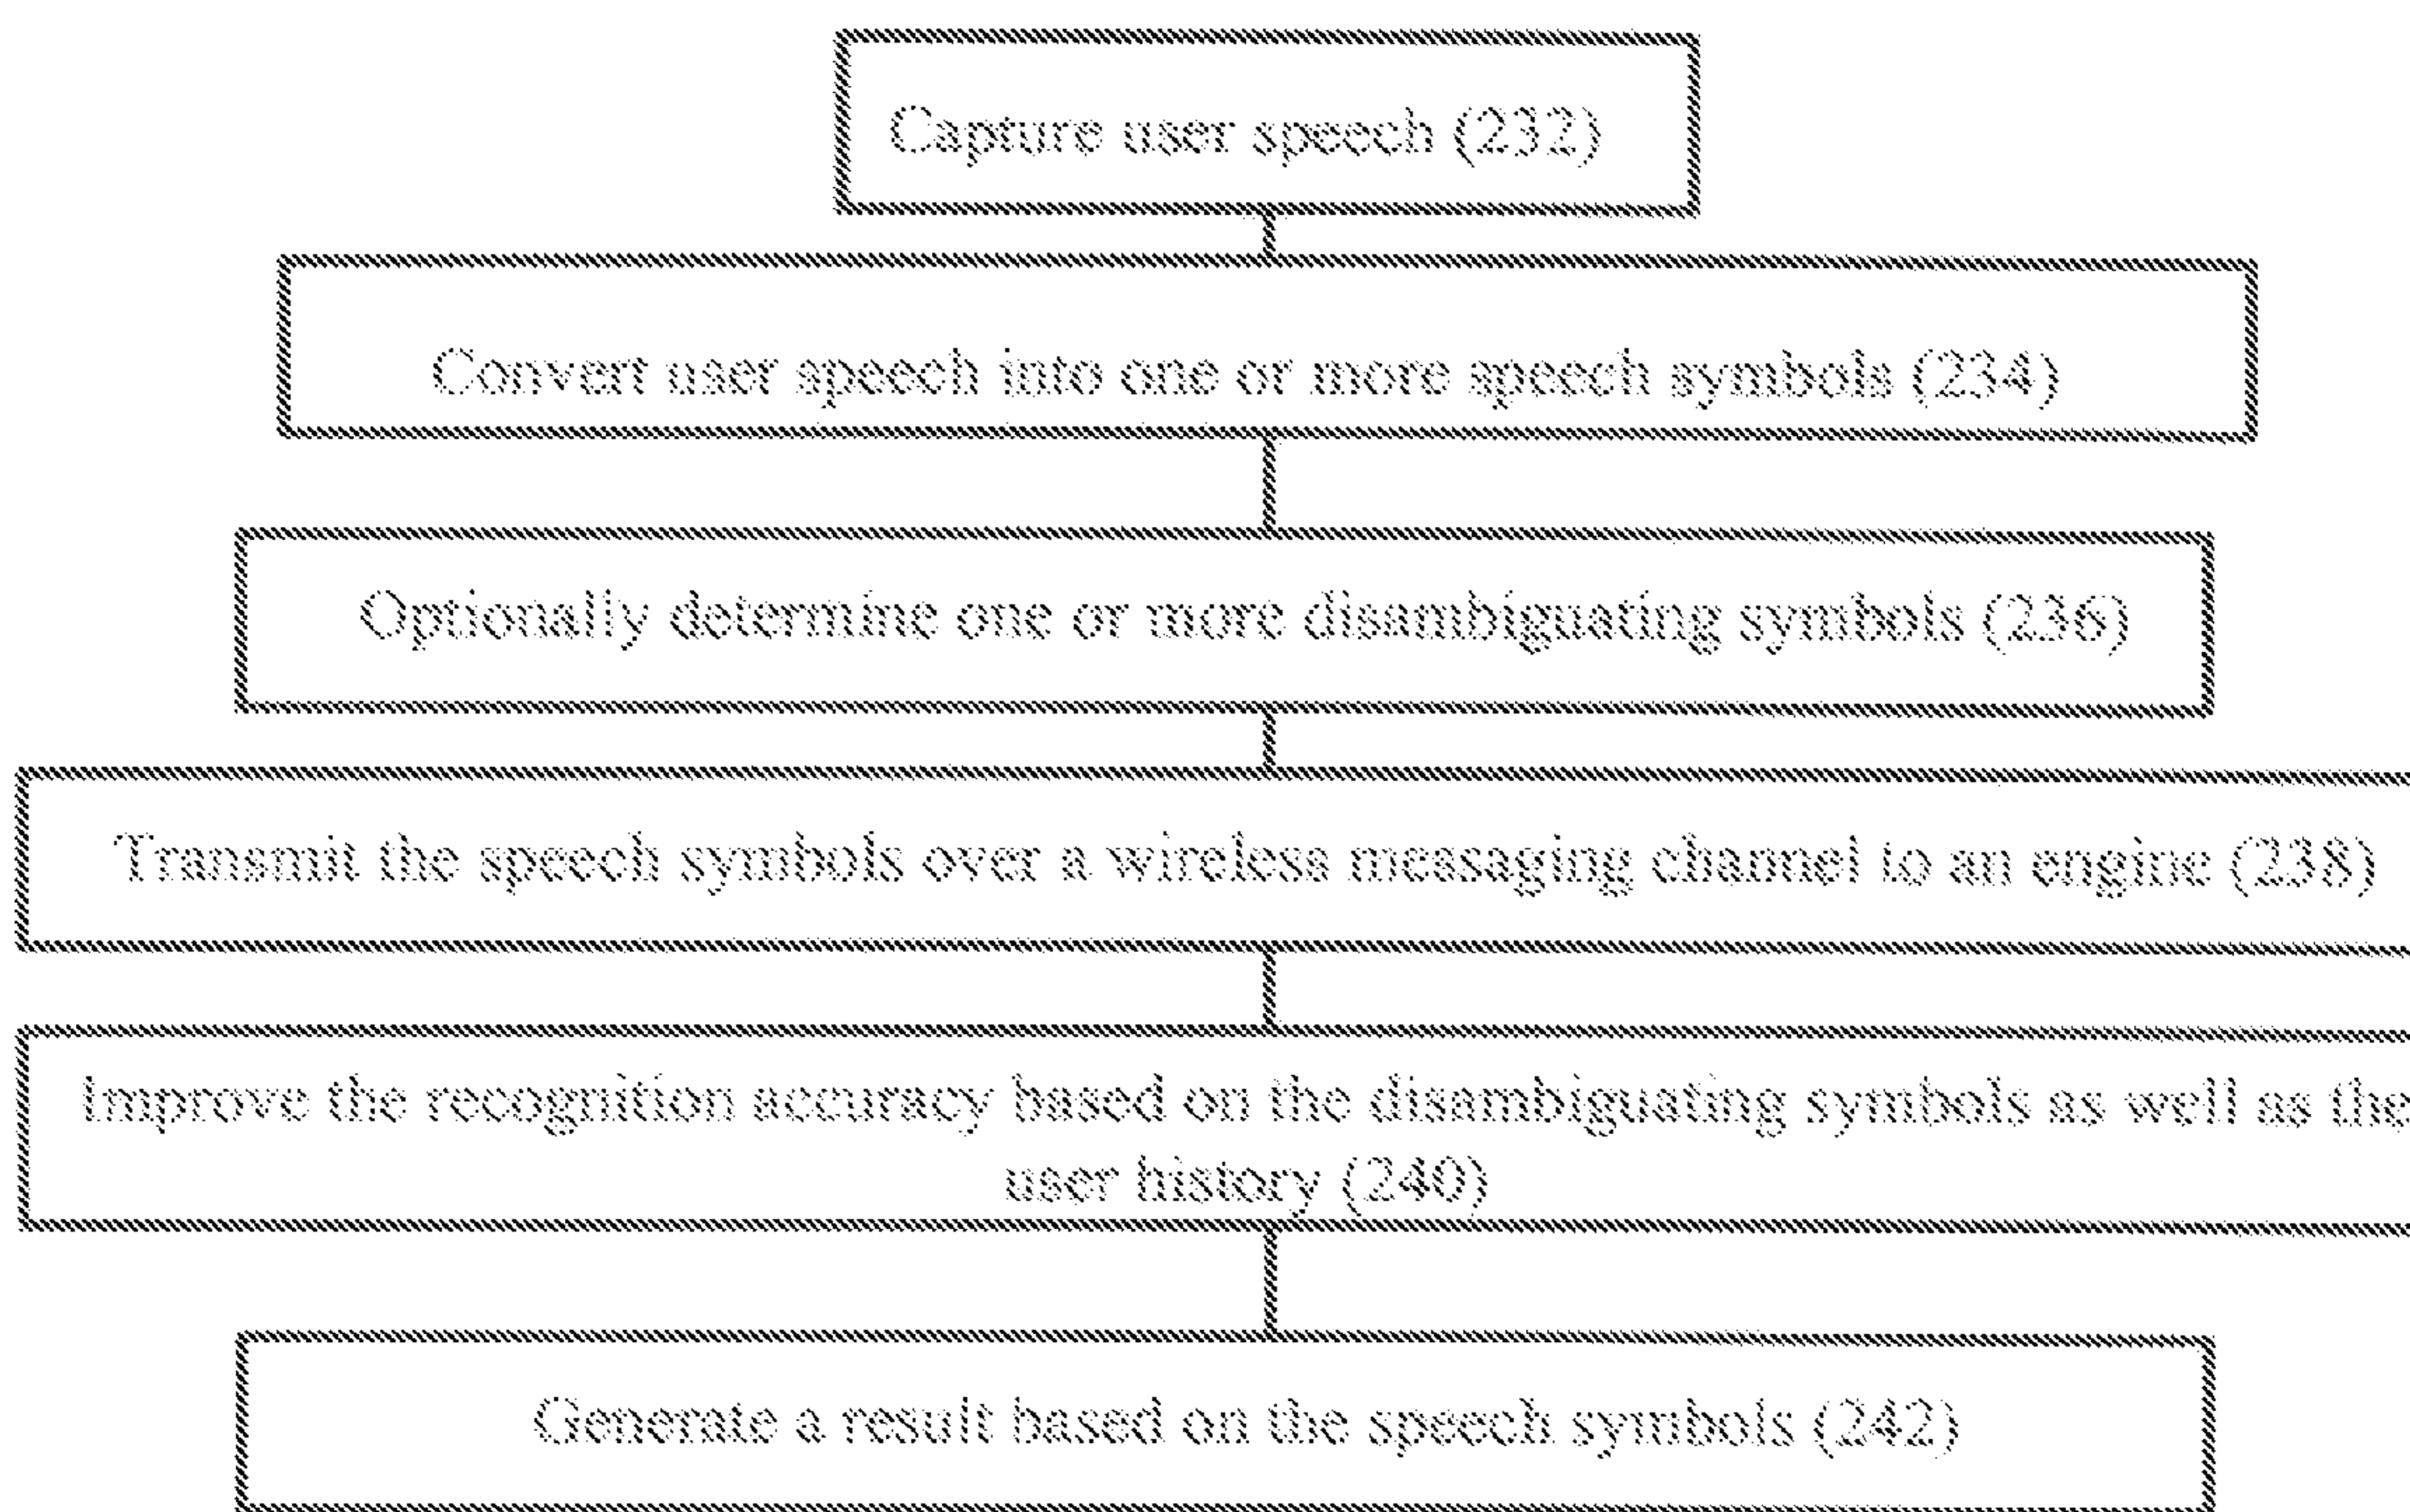 Capture user speech (232)
Convert user speech into one or more speech symbols (234)
Optionally determine one or more disambiguating symbols (236)
Transmit the speech symbols over a wireless messaging channel to an engine (238)
Improve the recognition accuracy based on the disambiguating symbols as well as the
user history (240)
Generate a result based on the speech symbols (242)